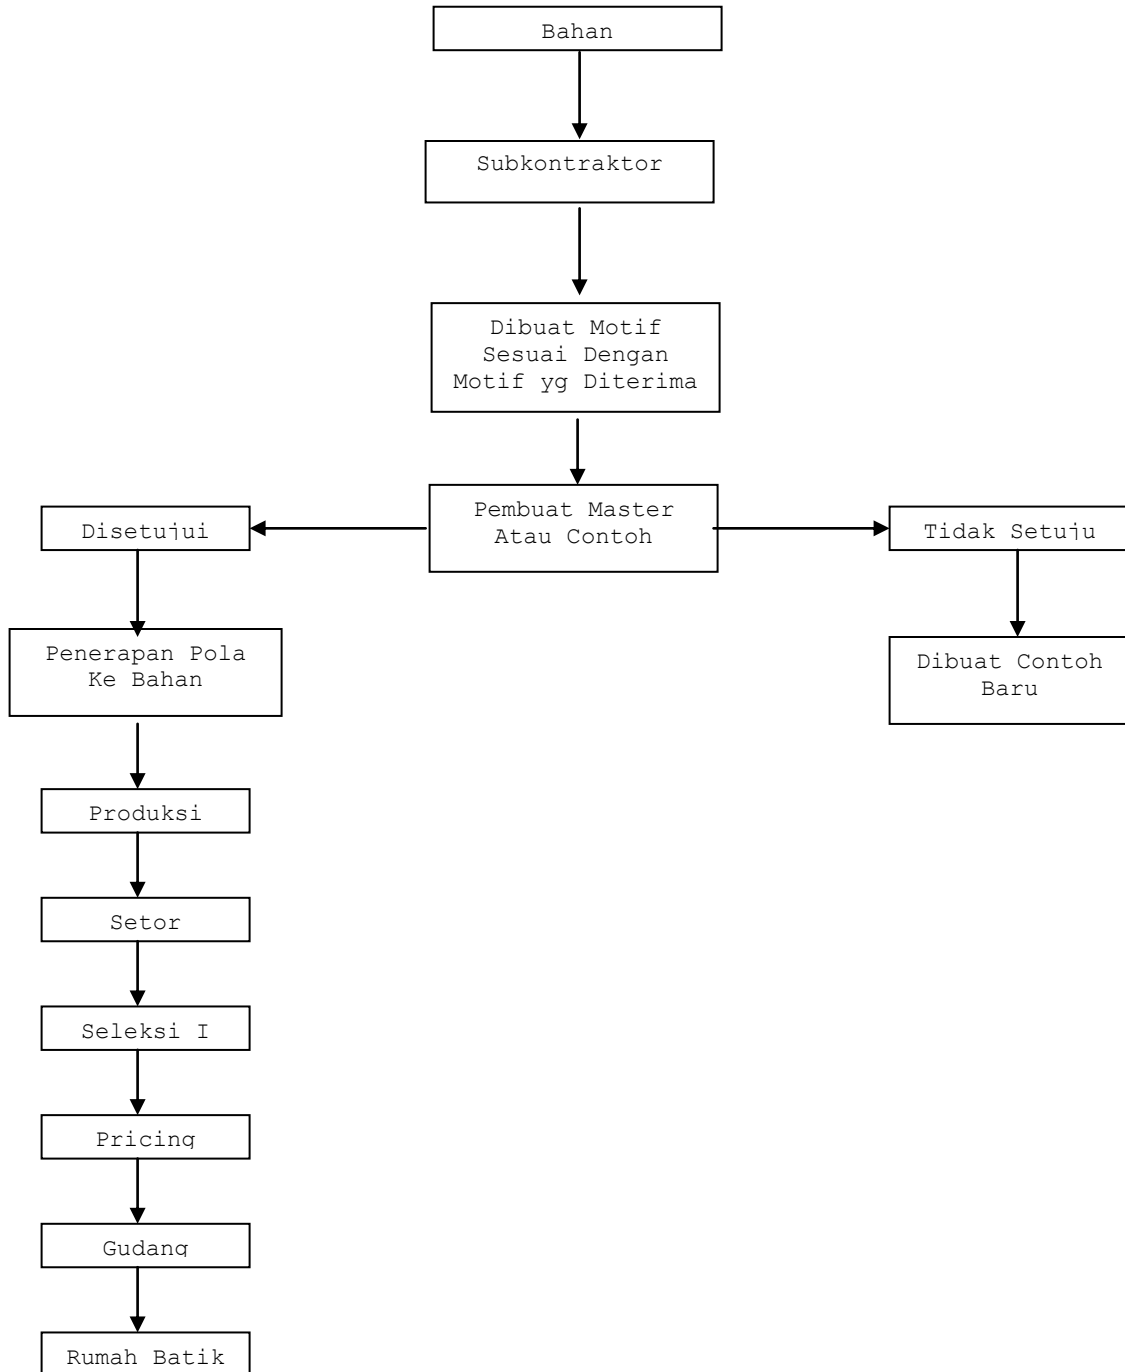 Bahan
Subkontraktor
Dibuat Motif
Sesuai Dengan
Motif yg Diterima
Pembuat Master
Atau Contoh
Disetujui
Tidak Setuju
Penerapan Pola
Ke Bahan
Dibuat Contoh
Baru
Produksi
Setor
Seleksi I
Pricing
Gudang
Rumah Batik